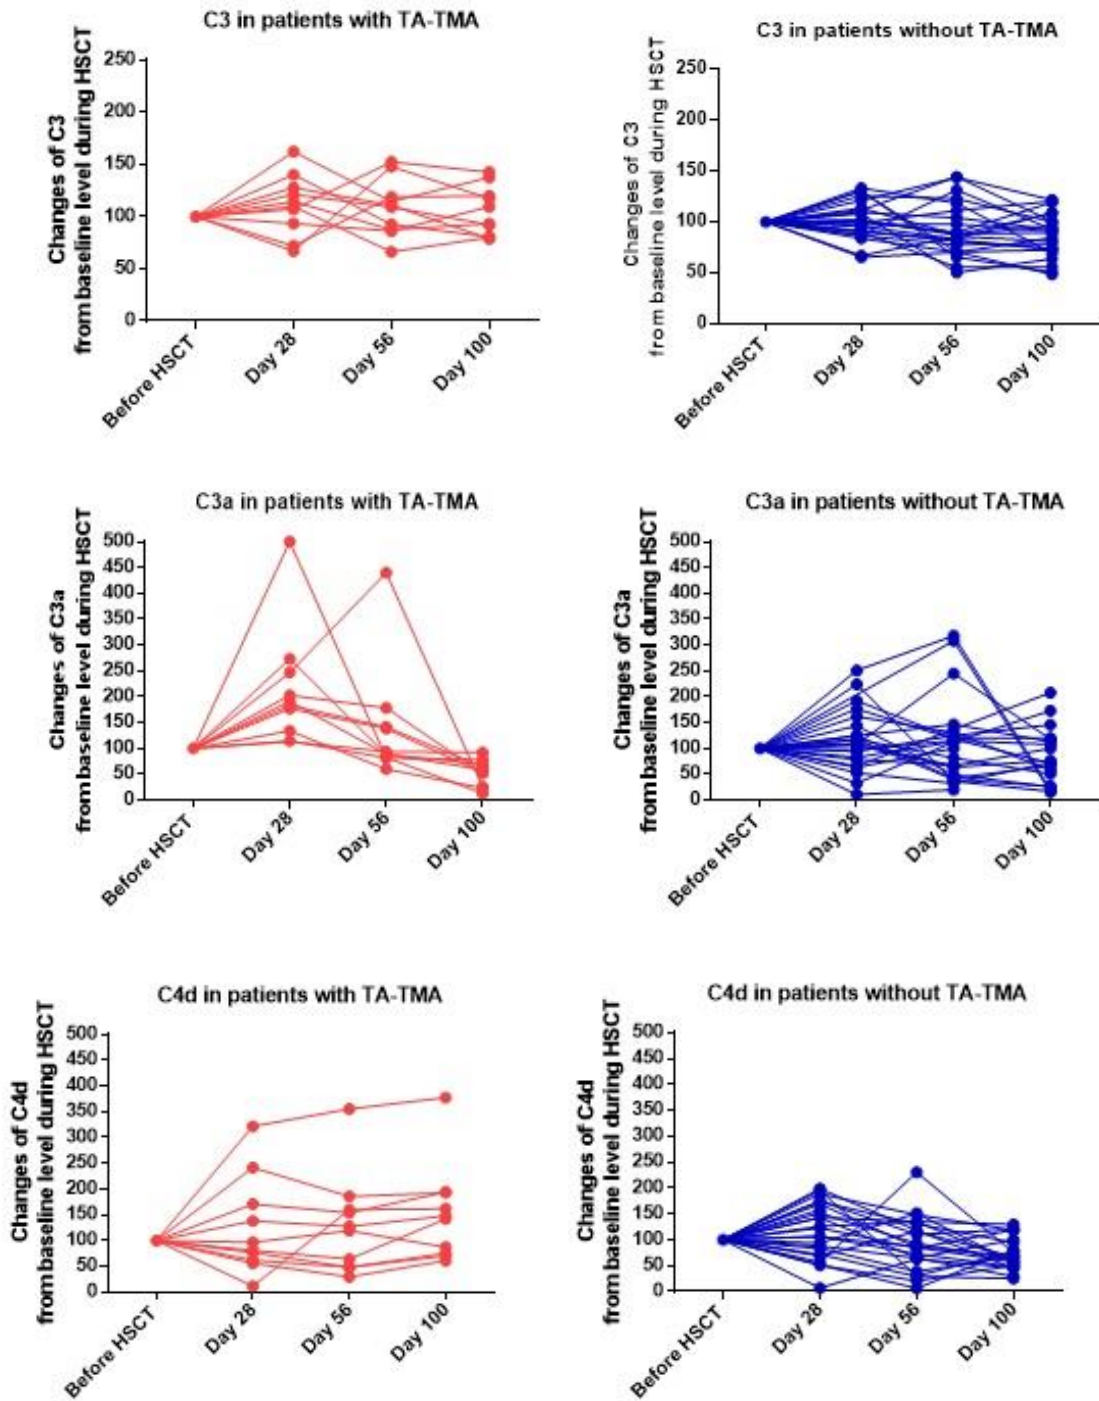 C3 in patients with TA-TMA
Changes of C3
from baseline level during HSCT
250
200
150
100
50
0
Before HSCT
Day 28
Day 56
Day 100
C3 in patients without TA-TMA
Changes of C3
from baseline level during HSCT
250
200
150
100
50
0
Before HSCT
Day 28
Day 56
Day 100
C3a in patients with TA-TMA
Changes of C3a
from baseline level during HSCT
500
450
400
350
300
250
200
150
100
50
0
Before HSCT
Day 28
Day 56
Day 100
C3a in patients without TA-TMA
Changes of C3a
from baseline level during HSCT
500
450
400
350
300
250
200
150
100
50
0
Before HSCT
Day 28
Day 56
Day 100
C4d in patients with TA-TMA
Changes of C4d
from baseline level during HSCT
500
450
400
350
300
250
200
150
100
50
0
Before HSCT
Day 28
Day 56
Day 100
C4d in patients without TA-TMA
Changes of C4d
from baseline level during HSCT
500
450
400
350
300
250
200
150
100
50
0
Before HSCT
Day 28
Day 56
Day 100